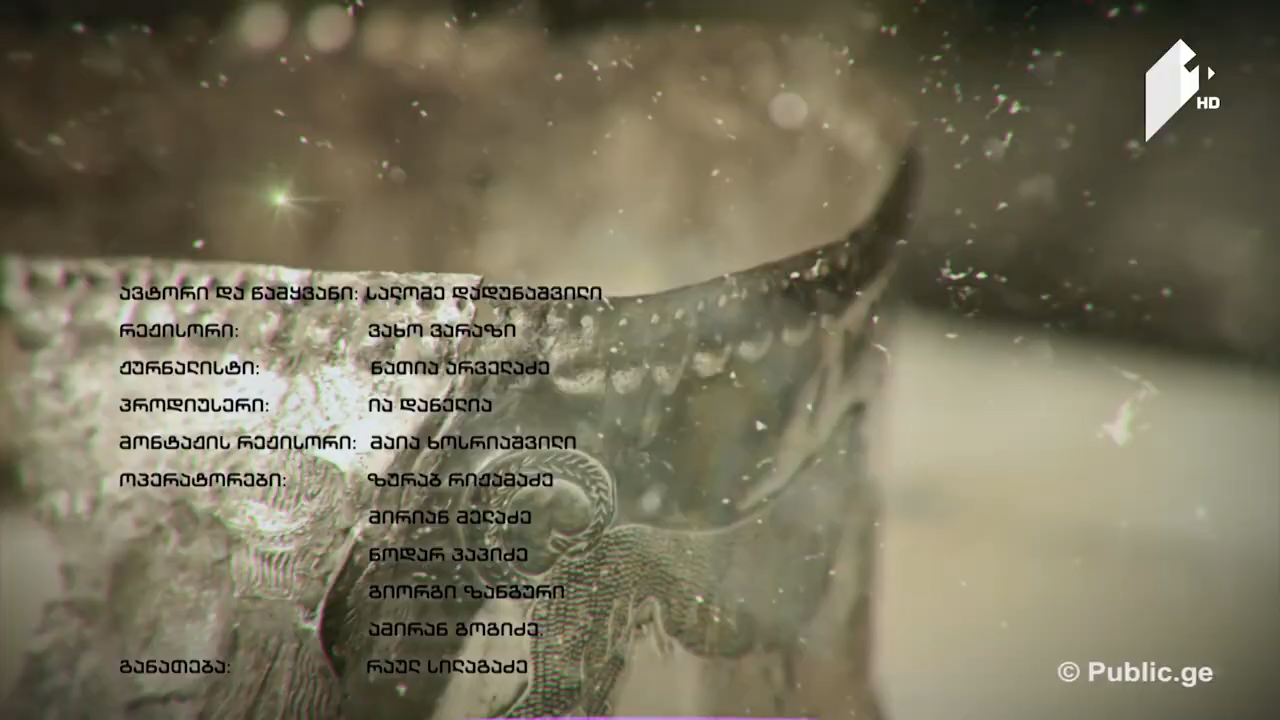 HD
ავტორი და წამყვანი: სალომე დადუნაშვილი
რეჟისორი: ვახო ვარაზი
ჟურნალისტი: ნათია არველაძე
პროდიუსერი: ია დანელია
მონტაჟის რეჟისორი: მაია ხოსრიაშვილი
ოპერატორები: ზურაბ რიჟამაძე
მირიან მელაძე
ნოდარ პაპიძე
გიორგი ზანგური
ამირან გოგიძე.
განათება: რაულ სილაგაძე
© Public.ge